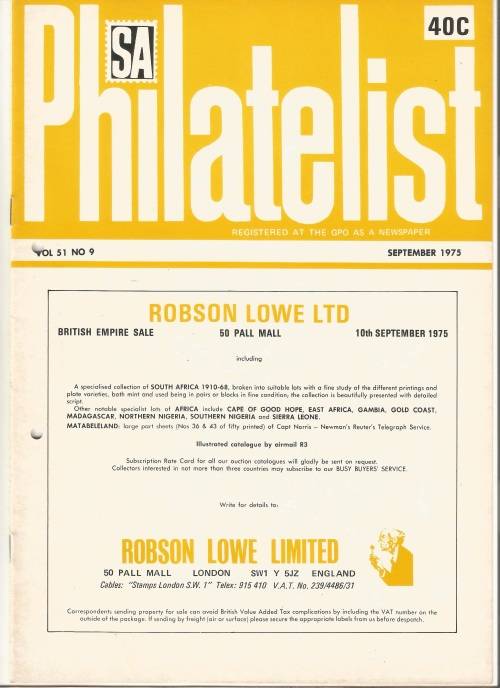 40C
SA
Philatelist
REGISTERED AT THE GPO AS A NEWSPAPER
VOL 51 NO 9 SEPTEMBER 1975
ROBSON LOWE LTD
BRITISH EMPIRE SALE 50 PALL MALL 10th SEPTEMBER 1975
including
A specialised collection of SOUTH AFRICA 1910-68, broken into suitable lots with a fine study of the different printings and
plate varieties, both mint and used being in pairs or blocks in fine condition; the collection is beautifully presented with detailed
script.
Other notable specialist lots of AFRICA include CAPE OF GOOD HOPE, EAST AFRICA, GAMBIA, GOLD COAST,
MADAGASCAR, NORTHERN NIGERIA, SOUTHERN NIGERIA and SIERRA LEONE.
MATABELELAND: large part sheets (Nos 36 & 43 of fifty printed) of Capt Norris – Newman's Reuter's Telegraph Service.
Illustrated catalogue by airmail R3
Subscription Rate Card for all our auction catalogues will gladly be sent on request.
Collectors interested in not more than three countries may subscribe to our BUSY BUYERS' SERVICE.
Write for details to:
ROBSON LOWE LIMITED
50 PALL MALL LONDON SW1 Y 5JZ ENGLAND
Cables: "Stamps London S.W. 1" Telex: 915 410 V.A.T. No. 239/4486/31
Correspondents sending property for sale can avoid British Value Added Tax complications by including the VAT number on the
outside of the package. If sending by freight (air or surface) please secure the appropriate labels from us before despatch.